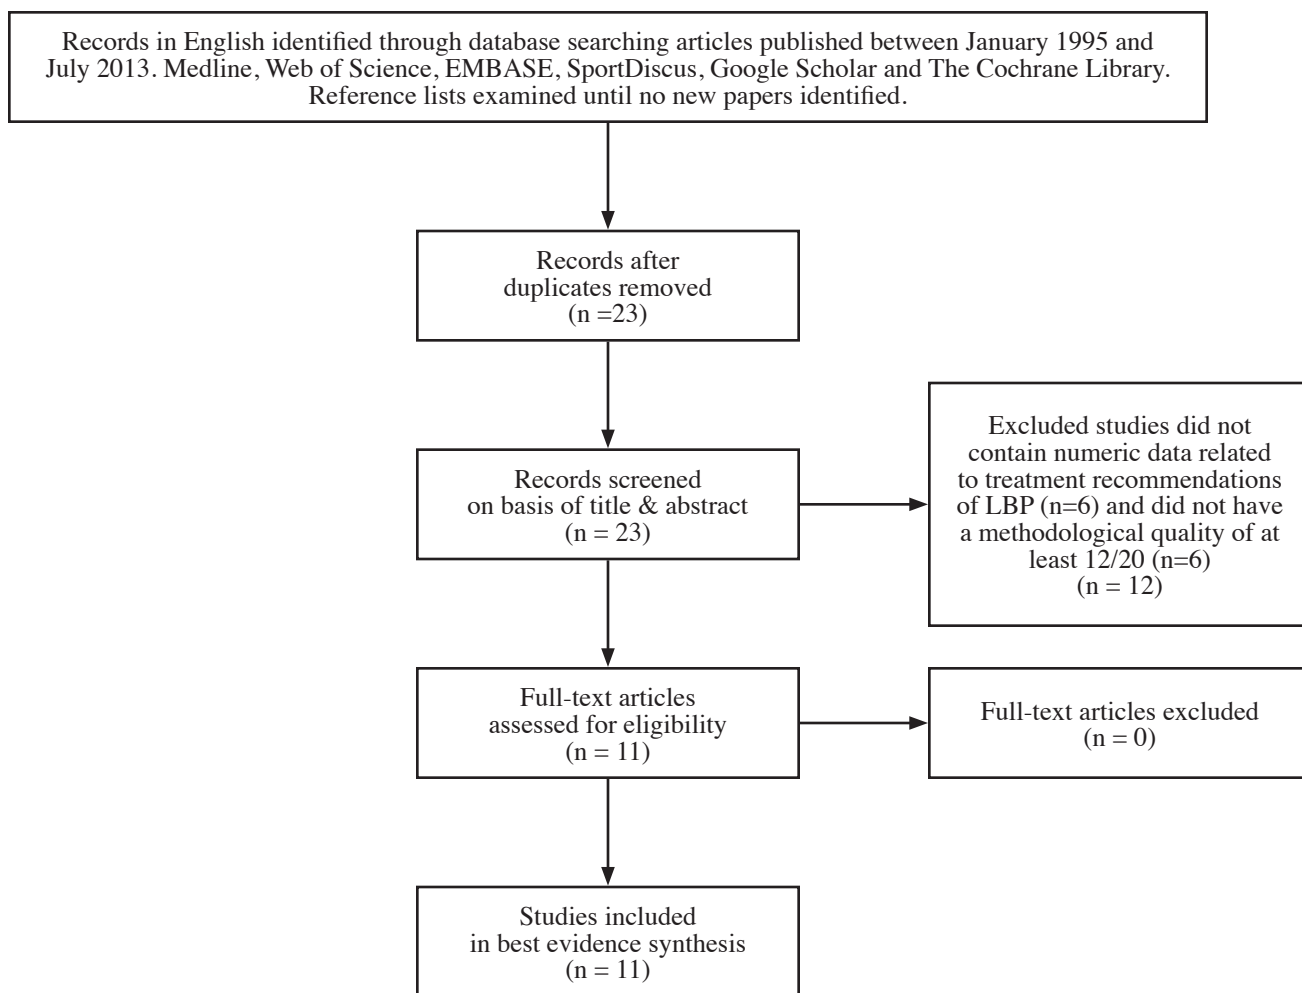 Records in English identified through database searching articles published between January 1995 and
July 2013. Medline, Web of Science, EMBASE, SportDiscus, Google Scholar and The Cochrane Library.
Reference lists examined until no new papers identified.
Records after
duplicates removed
(n =23)
Records screened
on basis of title & abstract
(n = 23)
Excluded studies did not
contain numeric data related
to treatment recommendations
of LBP (n=6) and did not have
a methodological quality of at
least 12/20 (n=6)
(n = 12)
Full-text articles
assessed for eligibility
(n = 11)
Full-text articles excluded
(n = 0)
Studies included
in best evidence synthesis
(n = 11)